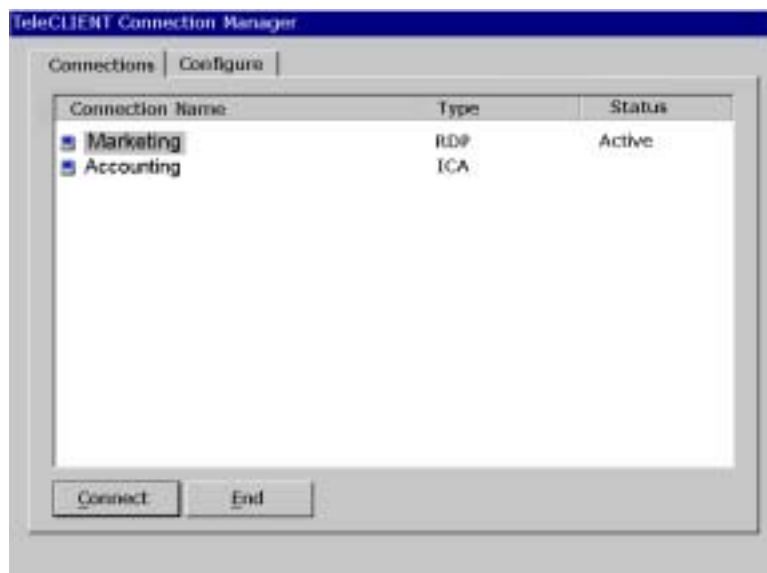 TeleCLIENT Connection Manager
Connections Configure
Connection Name Type Status
Marketing RDP Active
Accounting ICA
Connect End